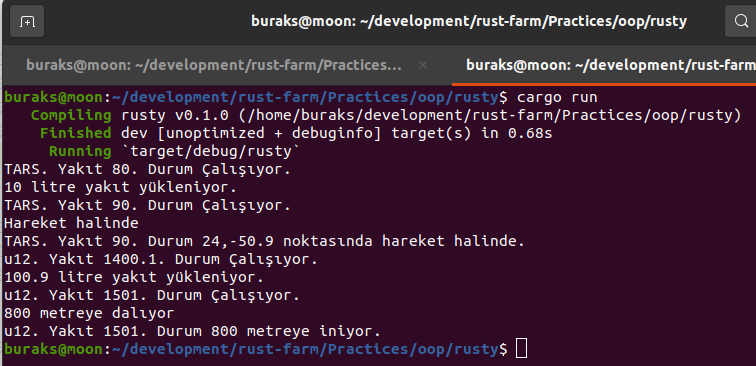 buraks@moon: ~/development/rust-farm/Practices/oop/rusty
buraks@moon: ~/development/rust-farm/Practices... ×
buraks@moon: ~/development/rust-farm
buraks@moon:~/development/rust-farm/Practices/oop/rusty$ cargo run
Compiling rusty v0.1.0 (/home/buraks/development/rust-farm/Practices/oop/rusty)
Finished dev [unoptimized + debuginfo] target(s) in 0.68s
Running `target/debug/rusty`
TARS. Yakıt 80. Durum Çalışıyor.
10 litre yakıt yükleniyor.
TARS. Yakıt 90. Durum Çalışıyor.
Hareket halinde
TARS. Yakıt 90. Durum 24,-50.9 noktasında hareket halinde.
u12. Yakıt 1400.1. Durum Çalışıyor.
100.9 litre yakıt yükleniyor.
u12. Yakıt 1501. Durum Çalışıyor.
800 metreye dalıyor
u12. Yakıt 1501. Durum 800 metreye iniyor.
buraks@moon:~/development/rust-farm/Practices/oop/rusty$